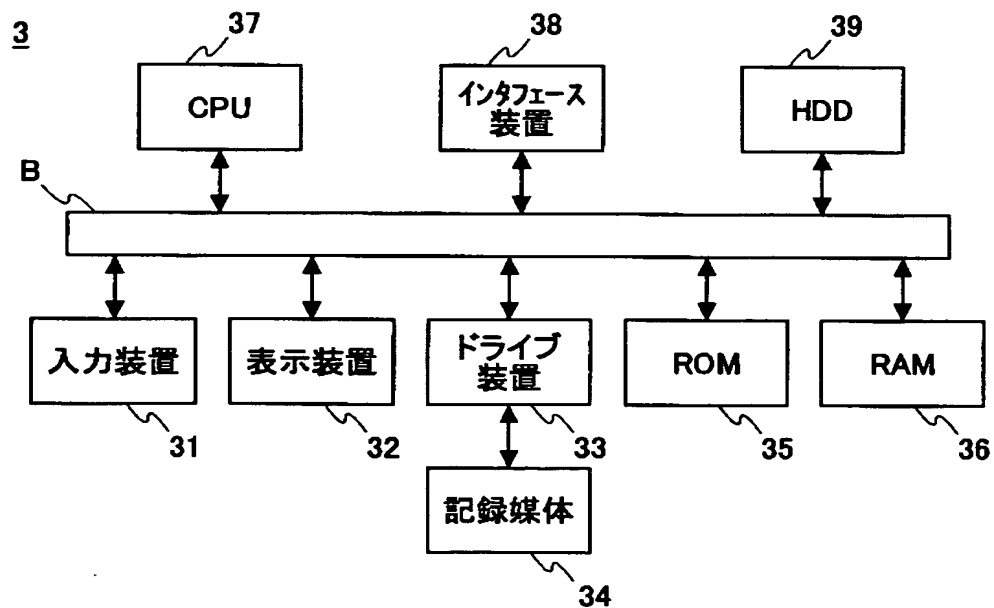 3
37
38
39
CPU
インタフェース
装置
HDD
B
入力装置
表示装置
ドライブ
装置
ROM
RAM
31
32
33
35
36
記録媒体
34